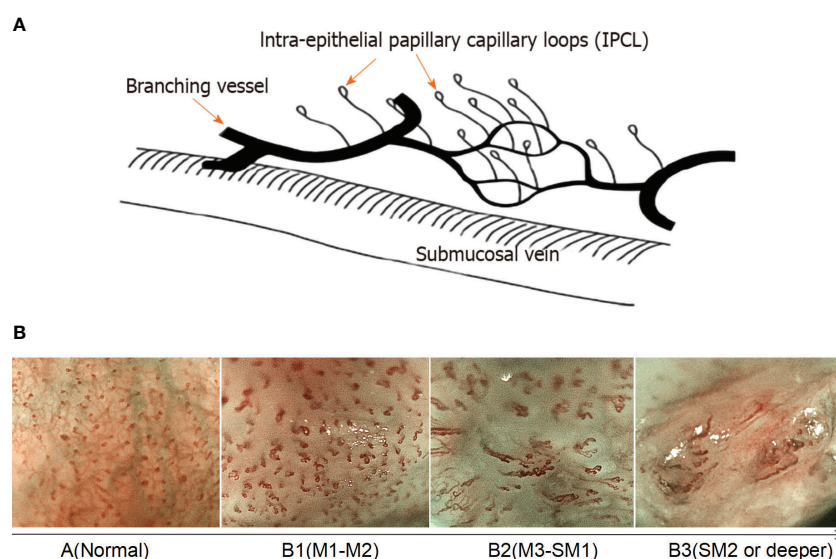 A
Intra-epithelial papillary capillary loops (IPCL)
Branching vessel
Submucosal vein
B
A(Normal) B1(M1-M2) B2(M3-SM1) B3(SM2 or deeper)